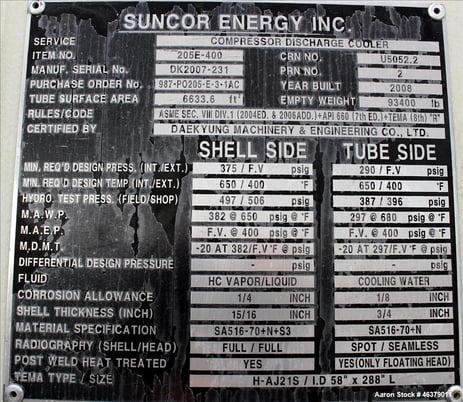 SUNCOR ENERGY INC.
SERVICE COMPRESSOR DISCHARGE COOLER
ITEM NO. 205E-400 CRN NO. U5052.2
MANUF. SERIAL No. DK2007-231 PRN NO. 2
PURCHASE ORDER No. 987-PO205-E-3-1AC YEAR BUILT 2008
TUBE SURFACE AREA 6633.6 ft² EMPTY WEIGHT 93400 lb
RULES/CODE ASME SEC. VIII DIV.1 (2004ED. & 2006ADD.)+API 660 (7th ED.)+TEMA (8th) "R"
CERTIFIED BY DAEKYUNG MACHINERY & ENGINEERING CO., LTD.
SHELL SIDE TUBE SIDE
MIN. REQ'D DESIGN PRESS. (INT./EXT.) 375 / F.V psig 290 / F.V psig
MIN. REQ'D DESIGN TEMP (INT./EXT.) 650 / 400 °F 650 / 400 °F
HYDRO. TEST PRESS. (FIELD/SHOP) 497 / 506 psig 387 / 396 psig
M.A.W.P. 382 @ 650 psig @ °F 297 @ 680 psig @ °F
M.A.E.P. F.V. @ 400 psig @ °F F.V. @ 400 psig @ °F
M.D.M.T. -20 AT 382/F.V °F @ psig -20 AT 297/F.V °F @ psig
DIFFERENTIAL DESIGN PRESSURE - psig - psig
FLUID HC VAPOR/LIQUID COOLING WATER
CORROSION ALLOWANCE 1/4 INCH 1/8 INCH
SHELL THICKNESS (INCH) 15/16 INCH 3/4 INCH
MATERIAL SPECIFICATION SA516-70+N+S3 SA516-70+N
RADIOGRAPHY (SHELL/HEAD) FULL / FULL SPOT / SEAMLESS
POST WELD HEAT TREATED YES YES(ONLY FLOATING HEAD)
TEMA TYPE / SIZE H-AJ21S / I.D 58" x 288" L
Aaron Stock # 46379011